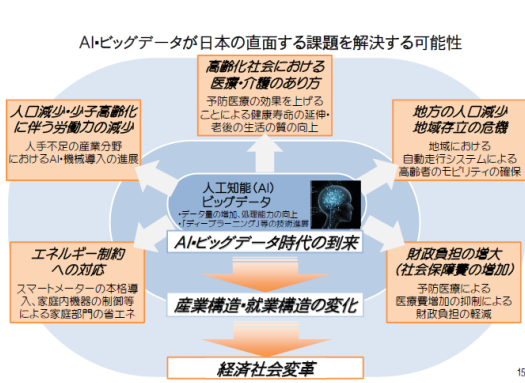 AI・ビッグデータが日本の直面する課題を解決する可能性
高齢化社会における
医療・介護のあり方
予防医療の効果を上げる
ことによる健康寿命の延伸・
老後の生活の質の向上
人口減少・少子高齢化
に伴う労働力の減少
人手不足の産業分野
におけるAI・機械導入の進展
地方の人口減少
地域存立の危機
地域における
自動走行システムによる
高齢者のモビリティの確保
人工知能(AI)
ビッグデータ
・データ量の増加、処理能力の向上
・「ディープラーニング」等の技術進展
AI・ビッグデータ時代の到来
エネルギー制約
への対応
スマートメーターの本格導
入、家庭内機器の制御等
による家庭部門の省エネ
財政負担の増大
(社会保障費の増加)
予防医療による
医療費増加の抑制による
財政負担の軽減
産業構造・就業構造の変化
経済社会変革
15